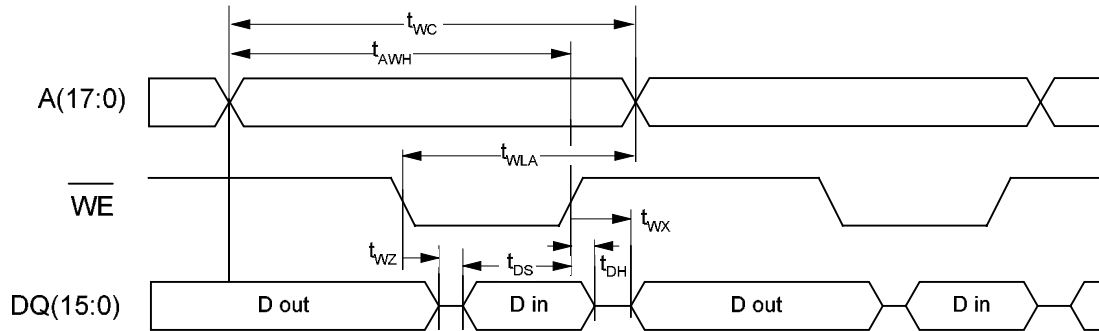 tWC
tAWH
A(17:0)
tWLA
WE
tWX
tWZ
tDS
tDH
DQ(15:0)
D out
D in
D out
D in